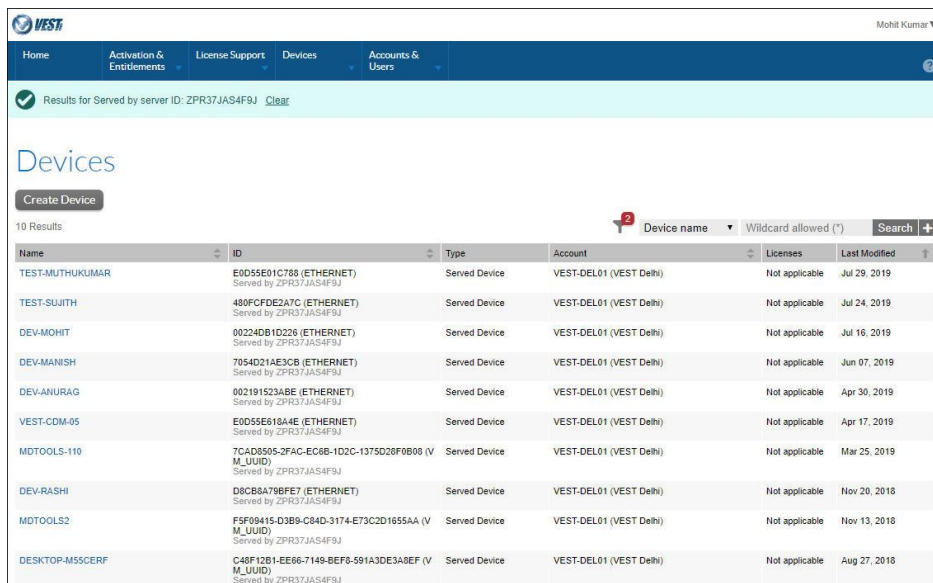 VEST
Mohit Kumar
Home
Activation & Entitlements
License Support
Devices
Accounts & Users
?
Results for Served by server ID: ZPR37JAS4F9J Clear
Devices
Create Device
10 Results
2
Device name
Wildcard allowed (*)
Search +
Name ID Type Account Licenses Last Modified
TEST-MUTHUKUMAR E0D55E01C788 (ETHERNET) Served Device VEST-DEL01 (VEST Delhi) Not applicable Jul 29, 2019
Served by ZPR37JAS4F9J
TEST-SUJITH 480FCFDE2A7C (ETHERNET) Served Device VEST-DEL01 (VEST Delhi) Not applicable Jul 24, 2019
Served by ZPR37JAS4F9J
DEV-MOHIT 00224DB1D226 (ETHERNET) Served Device VEST-DEL01 (VEST Delhi) Not applicable Jul 16, 2019
Served by ZPR37JAS4F9J
DEV-MANISH 7054D21AE3CB (ETHERNET) Served Device VEST-DEL01 (VEST Delhi) Not applicable Jun 07, 2019
Served by ZPR37JAS4F9J
DEV-ANURAG 002191523ABE (ETHERNET) Served Device VEST-DEL01 (VEST Delhi) Not applicable Apr 30, 2019
Served by ZPR37JAS4F9J
VEST-CDM-05 E0D55E618A4E (ETHERNET) Served Device VEST-DEL01 (VEST Delhi) Not applicable Apr 17, 2019
Served by ZPR37JAS4F9J
MDTOOLS-110 7CAD8505-2FAC-EC6B-1D2C-1375D28F0B08 (V Served Device VEST-DEL01 (VEST Delhi) Not applicable Mar 25, 2019
M_UUID)
Served by ZPR37JAS4F9J
DEV-RASHI D8CB8A79BFE7 (ETHERNET) Served Device VEST-DEL01 (VEST Delhi) Not applicable Nov 20, 2018
Served by ZPR37JAS4F9J
MDTOOLS2 F5F09415-D3B9-C84D-3174-E73C2D1655AA (V Served Device VEST-DEL01 (VEST Delhi) Not applicable Nov 13, 2018
M_UUID)
Served by ZPR37JAS4F9J
DESKTOP-M55CERF C48F12B1-EE66-7149-BEF8-591A3DE3A8EF (V Served Device VEST-DEL01 (VEST Delhi) Not applicable Aug 27, 2018
M_UUID)
Served by ZPR37JAS4F9J